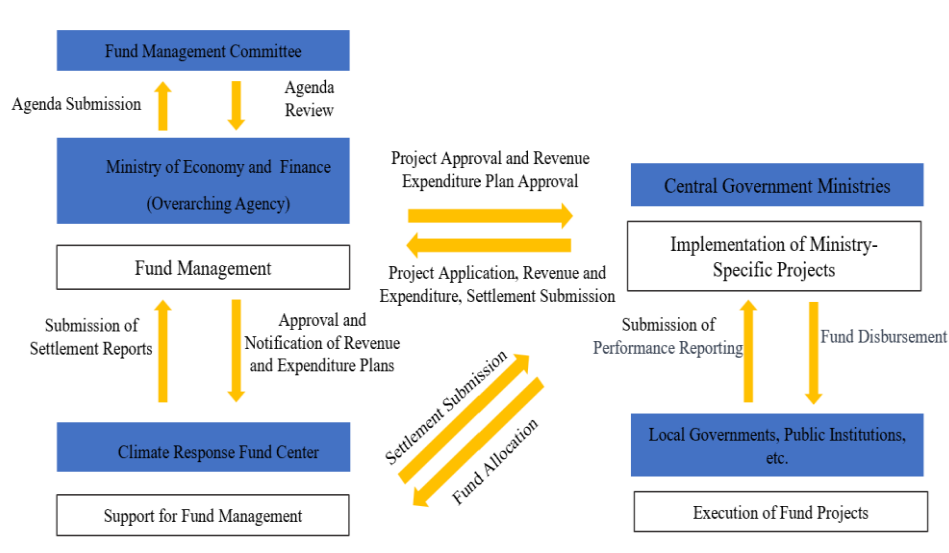 Fund Management Committee
Agenda Submission
Agenda
Review
Ministry of Economy and Finance
(Overarching Agency)
Fund Management
Project Approval and Revenue
Expenditure Plan Approval
Project Application, Revenue and
Expenditure, Settlement Submission
Central Government Ministries
Implementation of Ministry-
Specific Projects
Submission of
Settlement Reports
Approval and
Notification of Revenue
and Expenditure Plans
Submission of
Performance Reporting
Fund Disbursement
Settlement Submission
Fund Allocation
Climate Response Fund Center
Support for Fund Management
Local Governments, Public Institutions,
etc.
Execution of Fund Projects